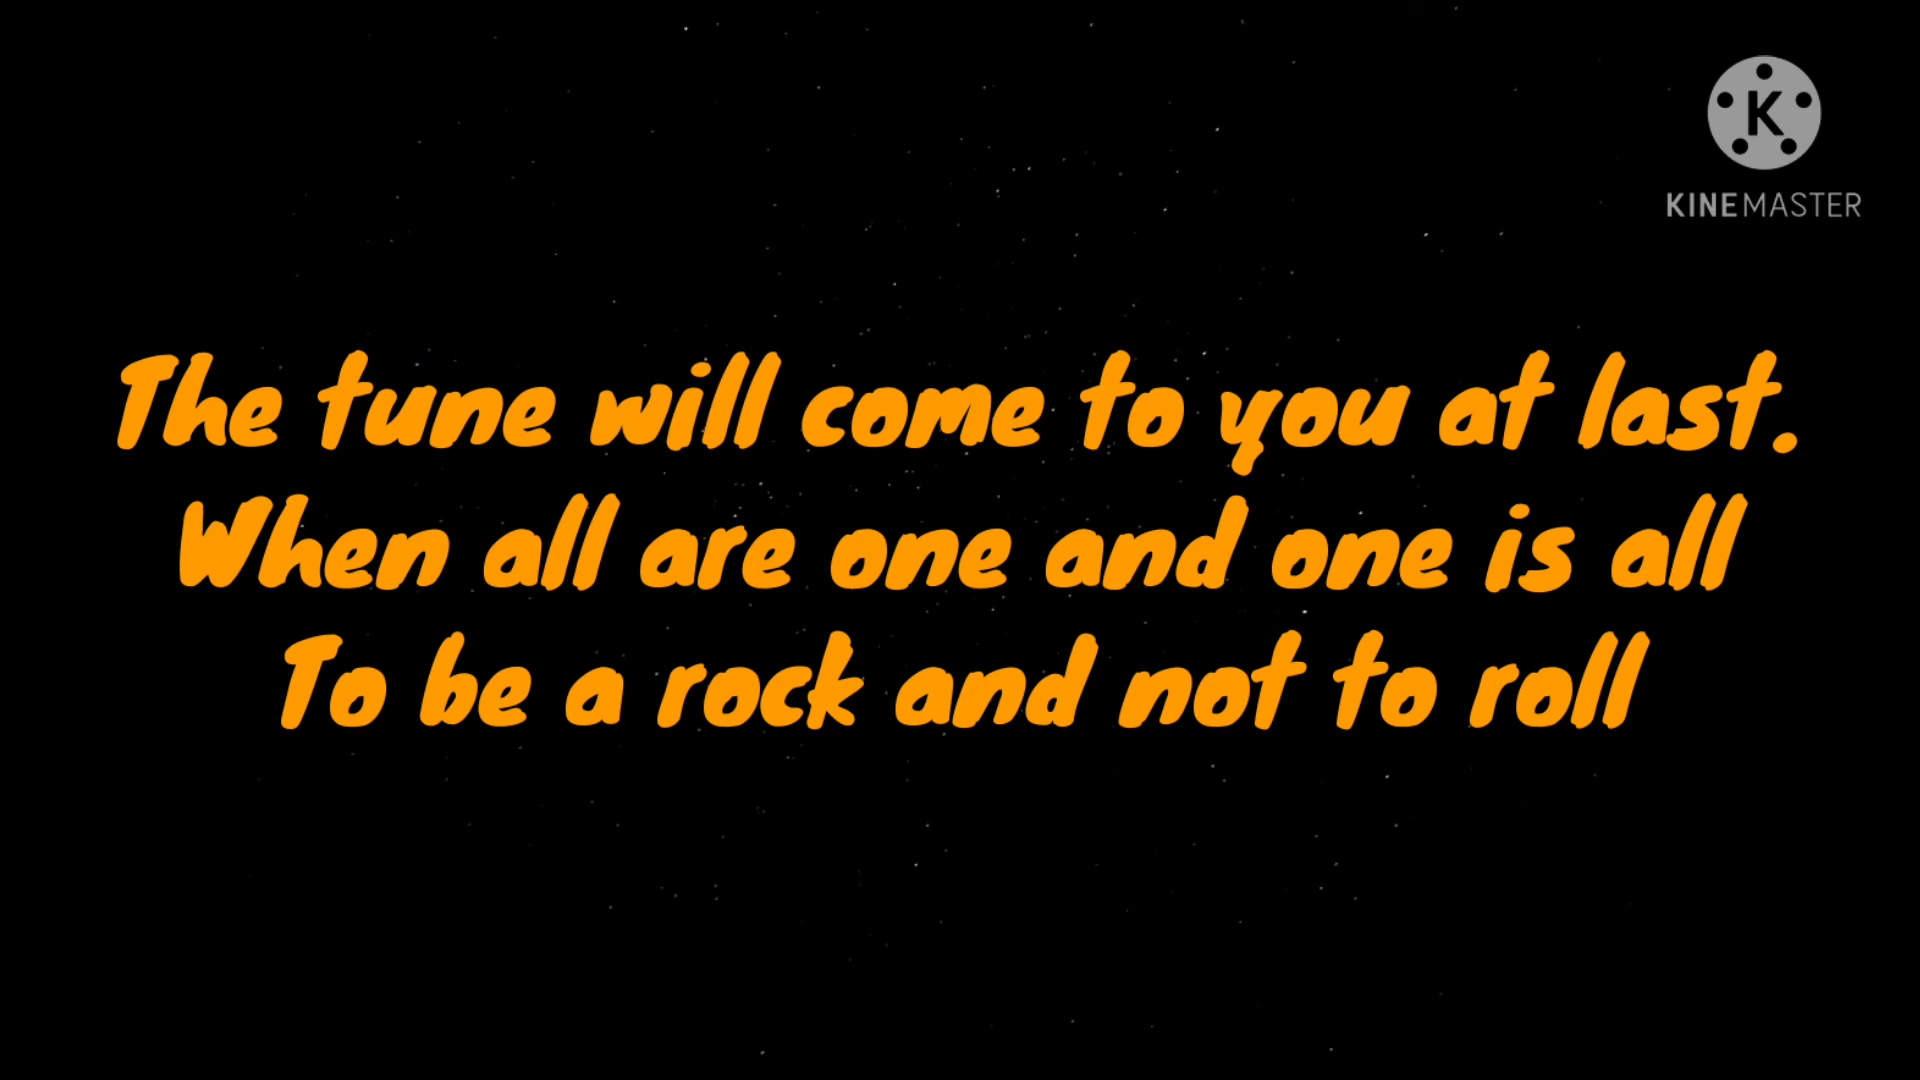 K
KINEMASTER
The tune will come to you at last.
When all are one and one is all
To be a rock and not to roll